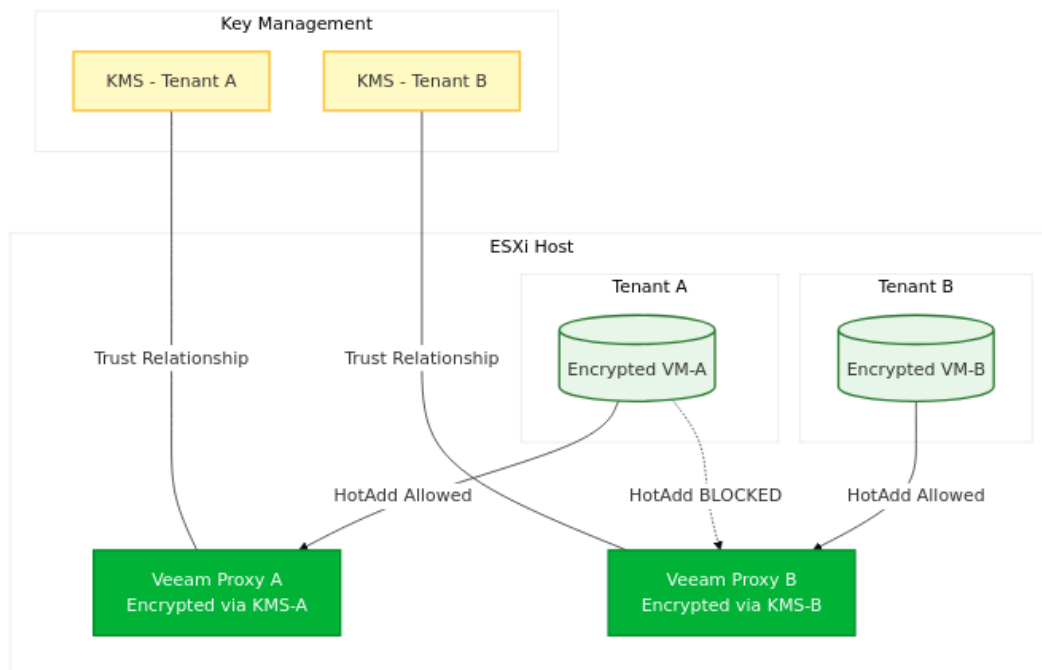 Key Management
KMS - Tenant A
KMS - Tenant B
ESXi Host
Tenant A
Tenant B
Encrypted VM-A
Encrypted VM-B
Trust Relationship
Trust Relationship
HotAdd Allowed
HotAdd BLOCKED
HotAdd Allowed
Veeam Proxy A
Encrypted via KMS-A
Veeam Proxy B
Encrypted via KMS-B